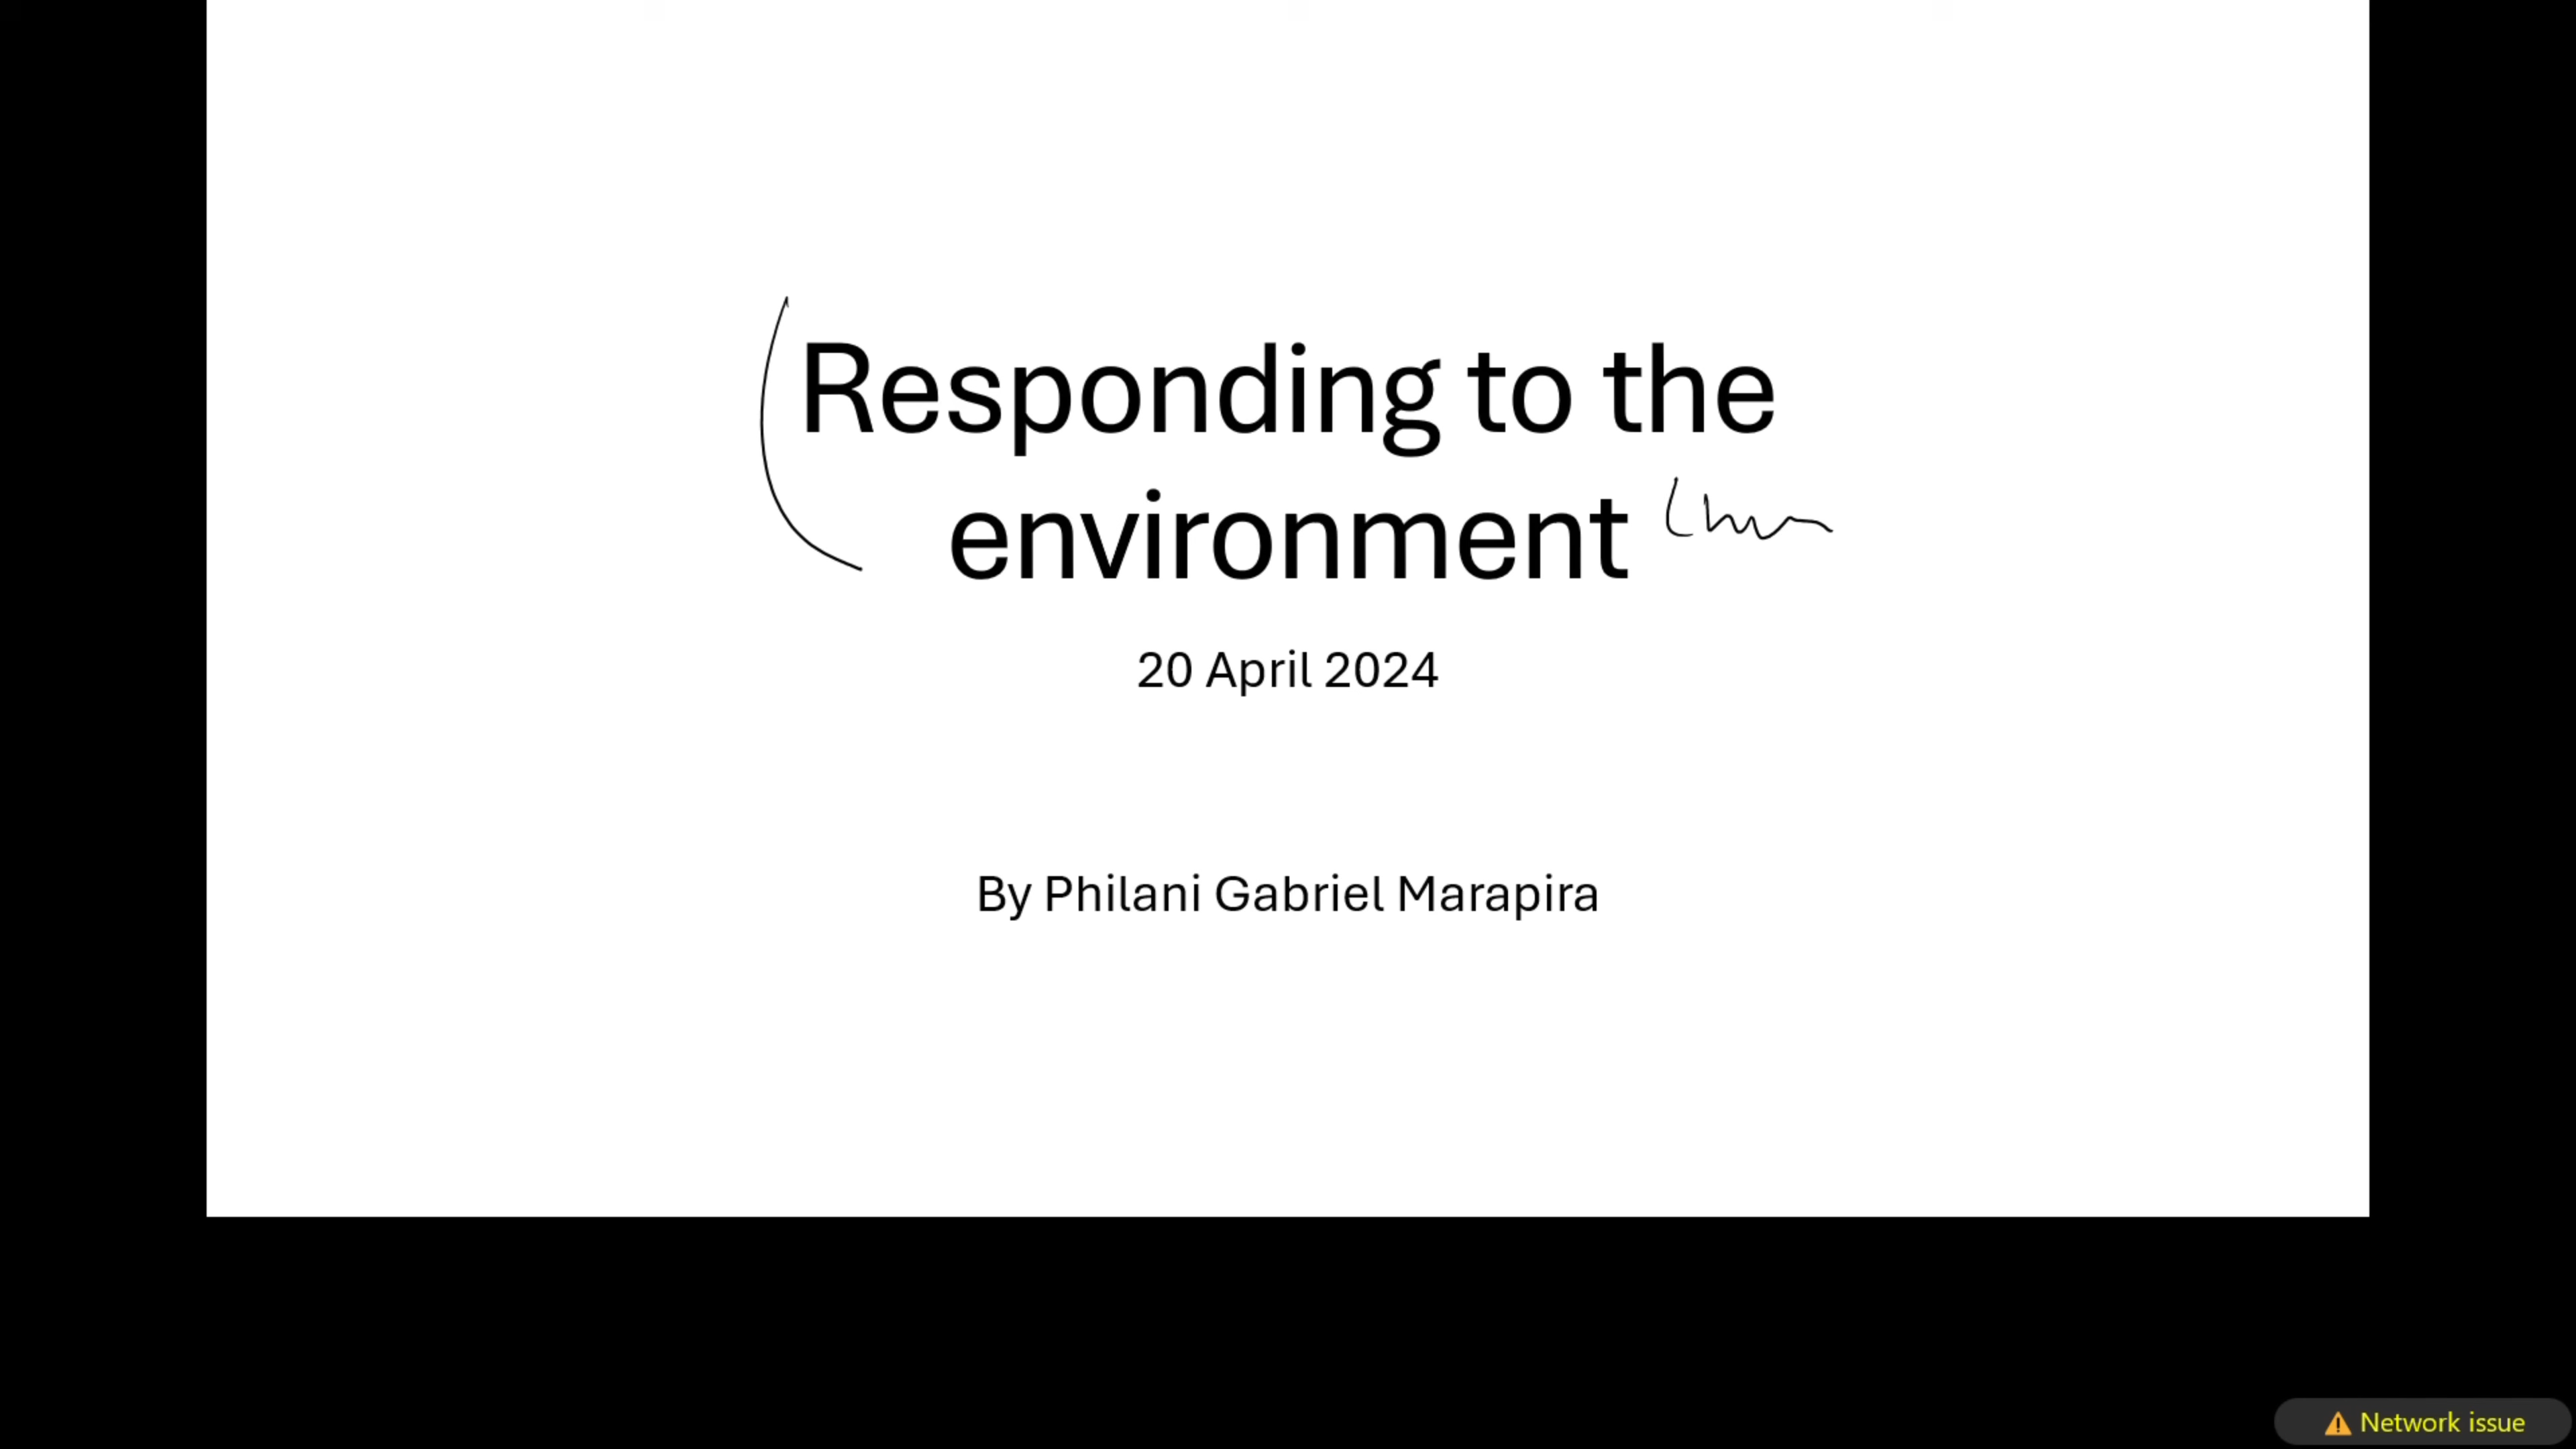 Responding to the
environment
20 April 2024
By Philani Gabriel Marapira
Network issue